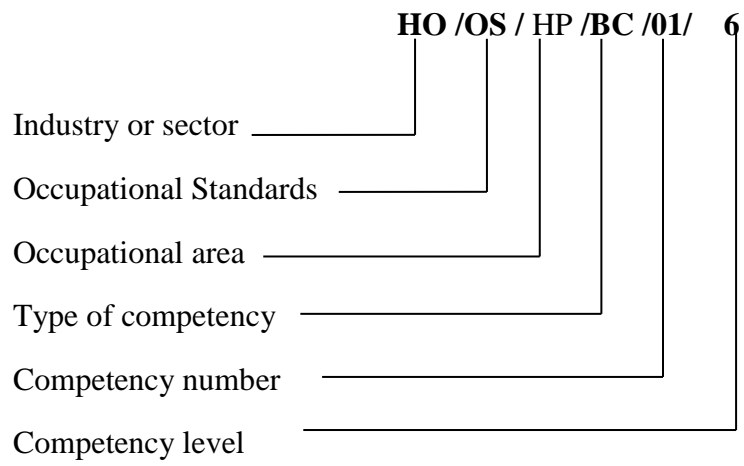 HO /OS / HP /BC /01/ 6
Industry or sector
Occupational Standards
Occupational area
Type of competency
Competency number
Competency level